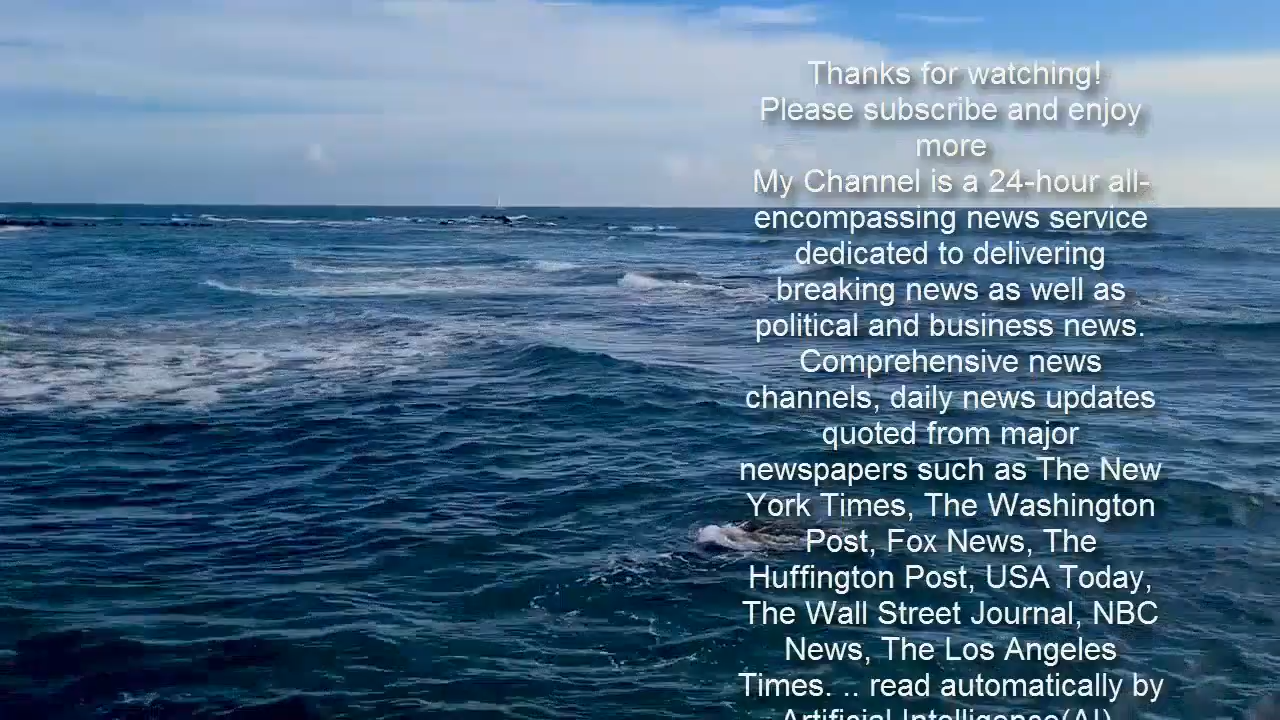 Thanks for watching!
Please subscribe and enjoy
more
My Channel is a 24-hour all-
encompassing news service
dedicated to delivering
breaking news as well as
political and business news.
Comprehensive news
channels, daily news updates
quoted from major
newspapers such as The New
York Times, The Washington
Post, Fox News, The
Huffington Post, USA Today,
The Wall Street Journal, NBC
News, The Los Angeles
Times. .. read automatically by
Artificial Intelligence(AI)